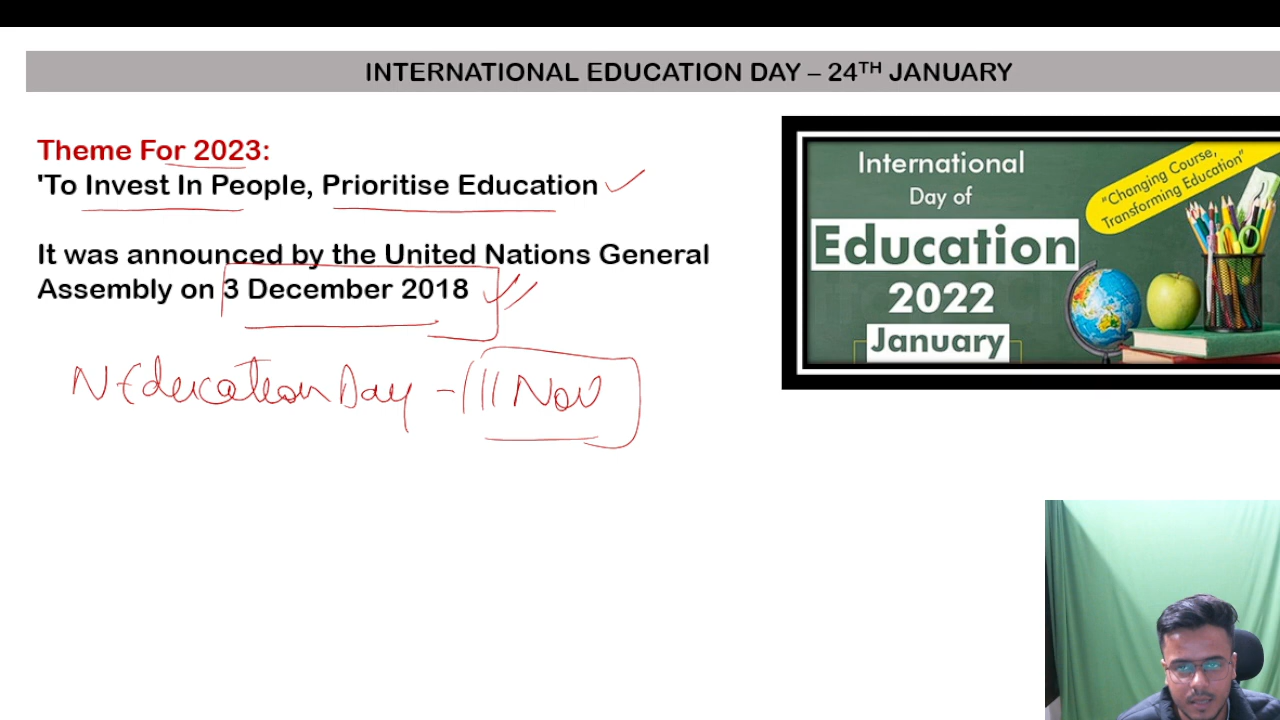 INTERNATIONAL EDUCATION DAY – 24TH JANUARY
Theme For 2023:
'To Invest In People, Prioritise Education
It was announced by the United Nations General
Assembly on 3 December 2018
N Education Day - 11 Nov
International
Day of
Education
2022
January
"Changing Course,
Transforming Education"